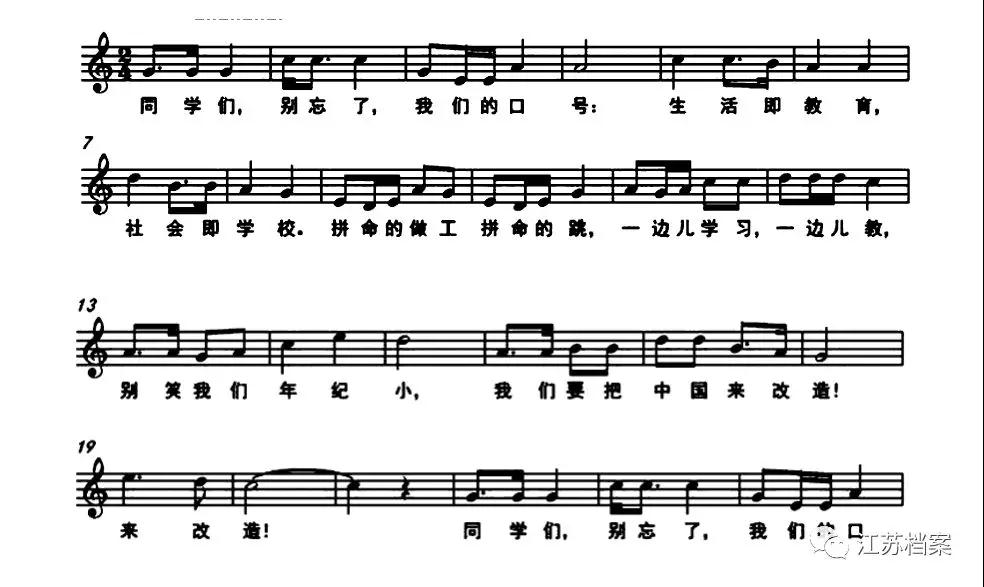 同学们，别忘了，我们的口号：生活即教育，
7
社会即学校。拼命的做工拼命的跳，一边儿学习，一边儿教，
13
别笑我们年纪小，我们要把中国来改造！
19
来改造！同学们，别忘了，我们的口
江苏档案